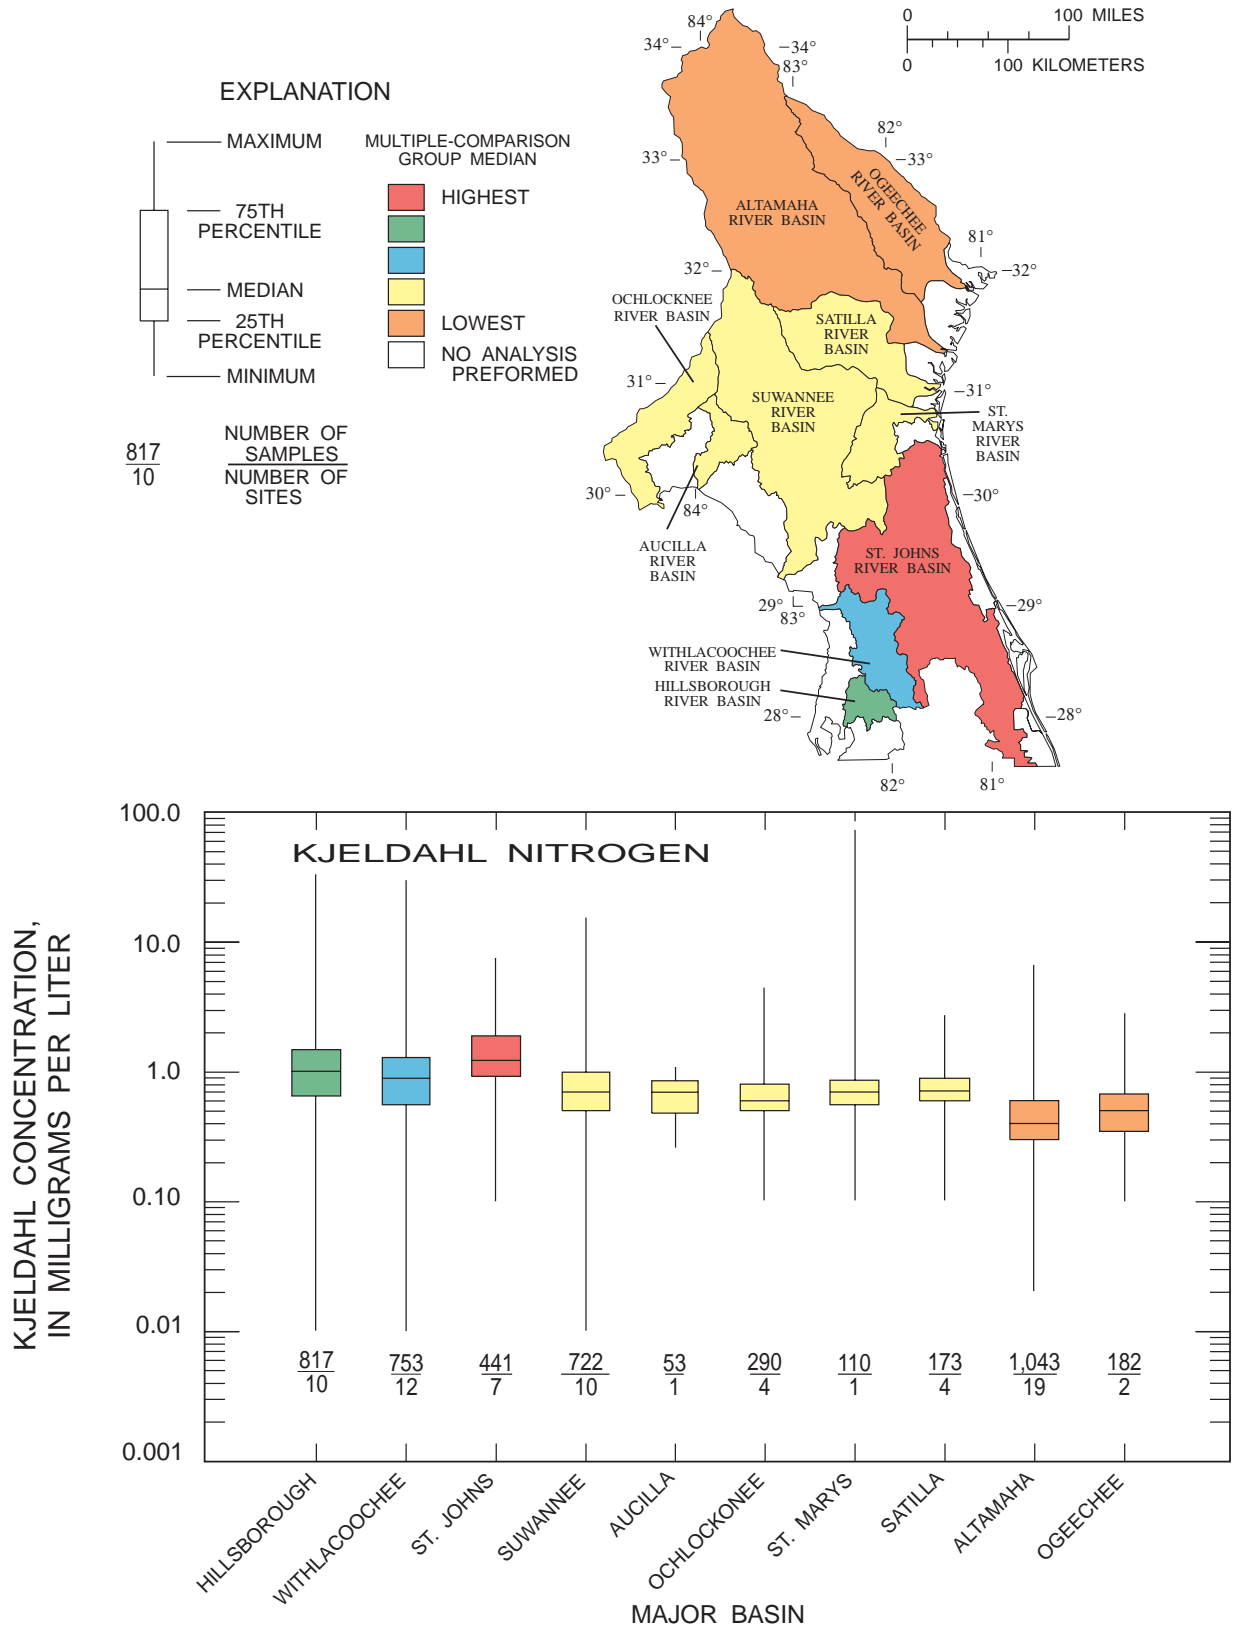 EXPLANATION
MAXIMUM
75TH
PERCENTILE
MEDIAN
25TH
PERCENTILE
MINIMUM
MULTIPLE-COMPARISON
GROUP MEDIAN
HIGHEST
LOWEST
NO ANALYSIS
PREFORMED
817
10
NUMBER OF
SAMPLES
NUMBER OF
SITES
0 100 MILES
0 100 KILOMETERS
84°
34°
34°
83°
82°
33°
33°
81°
32°
32°
31°
31°
30°
84°
30°
29°
83°
29°
28°
28°
82°
81°
ALTAMAHA
RIVER BASIN
OGEECHEE
RIVER BASIN
OCHLOCKNEE
RIVER BASIN
SATILLA
RIVER
BASIN
SUWANNEE
RIVER
BASIN
ST.
MARYS
RIVER
BASIN
AUCILLA
RIVER
BASIN
ST. JOHNS
RIVER BASIN
WITHLACOOCHEE
RIVER BASIN
HILLSBOROUGH
RIVER BASIN
KJELDAHL NITROGEN
KJELDAHL CONCENTRATION,
IN MILLIGRAMS PER LITER
100.0
10.0
1.0
0.10
0.01
0.001
817 753 441 722 53 290 110 173 1,043 182
10 12 7 10 1 4 1 4 19 2
HILLSBOROUGH
WITHLACOOCHEE
ST. JOHNS
SUWANNEE
AUCILLA
OCHLOCKONEE
ST. MARYS
SATILLA
ALTAMAHA
OGEECHEE
MAJOR BASIN